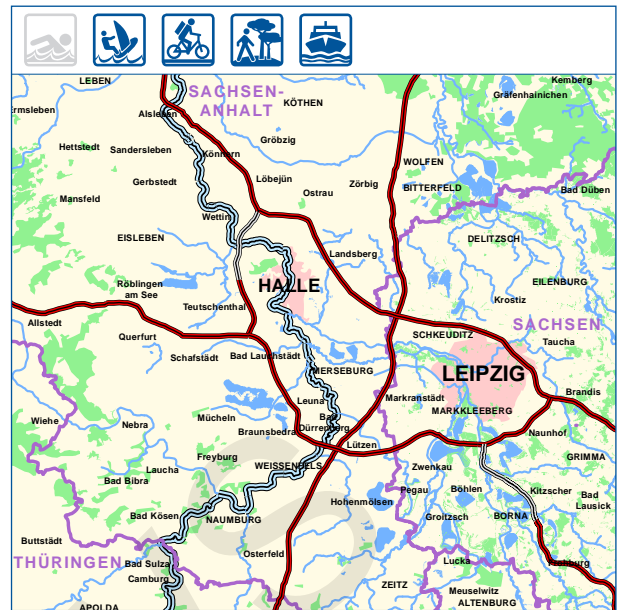 LEBEN
Kemberg
SACHSEN-
ANHALT
Gräfenhainichen
KÖTHEN
Ermsleben
Alsleben
Gröbzig
Hettstedt
Sandersleben
Könnern
WOLFEN
Gerbstedt
Löbejün
Zörbig
BITTERFELD
Bad Düben
Ostrau
Mansfeld
Wettin
EISLEBEN
DELITZSCH
Landsberg
Röblingen
am See
HALLE
EILENBURG
Krostiz
Teutschenthal
Allstedt
SACHSEN
Querfurt
SCHKEUDITZ
Taucha
Schafstädt
Bad Lauchstädt
MERSEBURG
LEIPZIG
Brandis
Leuna
Markranstädt
MARKKLEEBERG
Mücheln
Bad
Dürrenberg
Wiehe
Nebra
Braunsbedra
Naunhof
Lützen
Freyburg
GRIMMA
WEISSENFELS
Zwenkau
Laucha
Bad Bibra
Pegau
Böhlen
Kitzscher
Bad
Lausick
Hohenmölsen
Bad Kösen
NAUMBURG
Groitzsch
BORNA
Buttstädt
Osterfeld
THÜRINGEN
Bad Sulza
Lucka
Frohburg
Camburg
ZEITZ
Meuselwitz
APOLDA
ALTENBURG